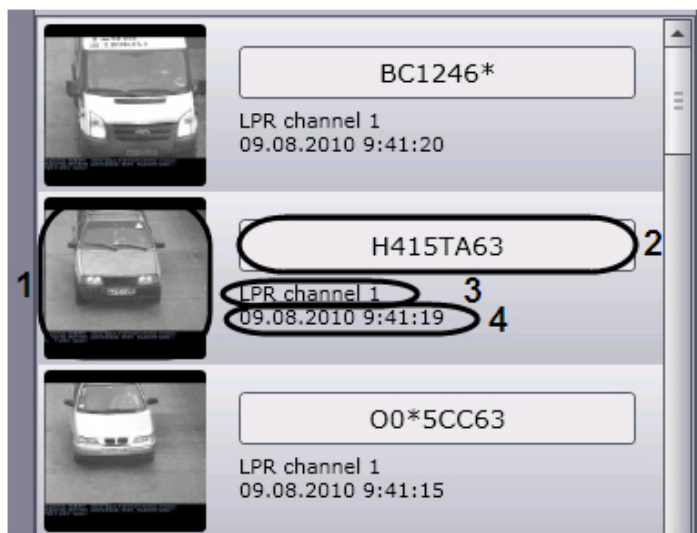 BC1246*
LPR channel 1
09.08.2010 9:41:20
1
H415TA63
2
LPR channel 1
3
09.08.2010 9:41:19
4
O0*5CC63
LPR channel 1
09.08.2010 9:41:15